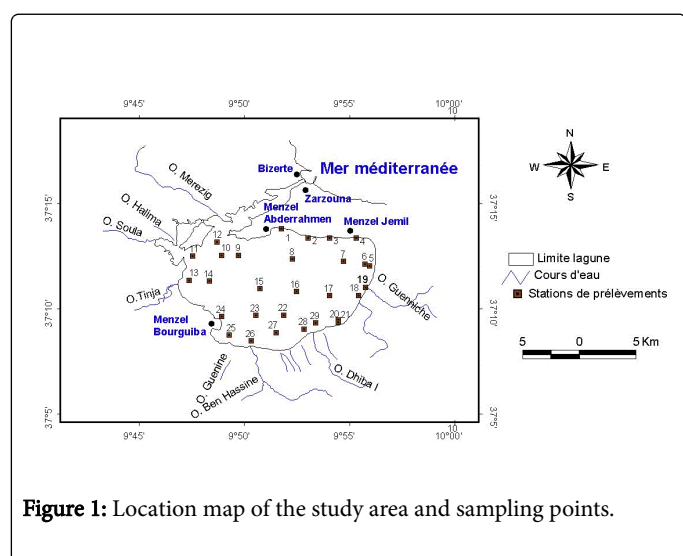 9°45'
9°50'
9°55'
10°00'
10
N
W
E
S
37°15'
37°15'
37°10'
37°10'
37°5'
37°5'
9°45'
9°50'
9°55'
10°00'
10
Mer méditerranée
Bizerte
Zarzouna
Menzel
Abderrahmen
Menzel Jemil
Menzel
Bourguiba
O. Merezig
O. Halima
O. Soula
O.Tinja
O. Guenine
O. Ben Hassine
O. Dhiba I
O. Guenniche
1
2
3
4
5
6
7
8
9
10
11
12
13
14
15
16
17
18
19
20
21
22
23
24
25
26
27
28
29
Limite lagune
Cours d'eau
Stations de prélèvements
5
0
5 Km
Figure 1: Location map of the study area and sampling points.